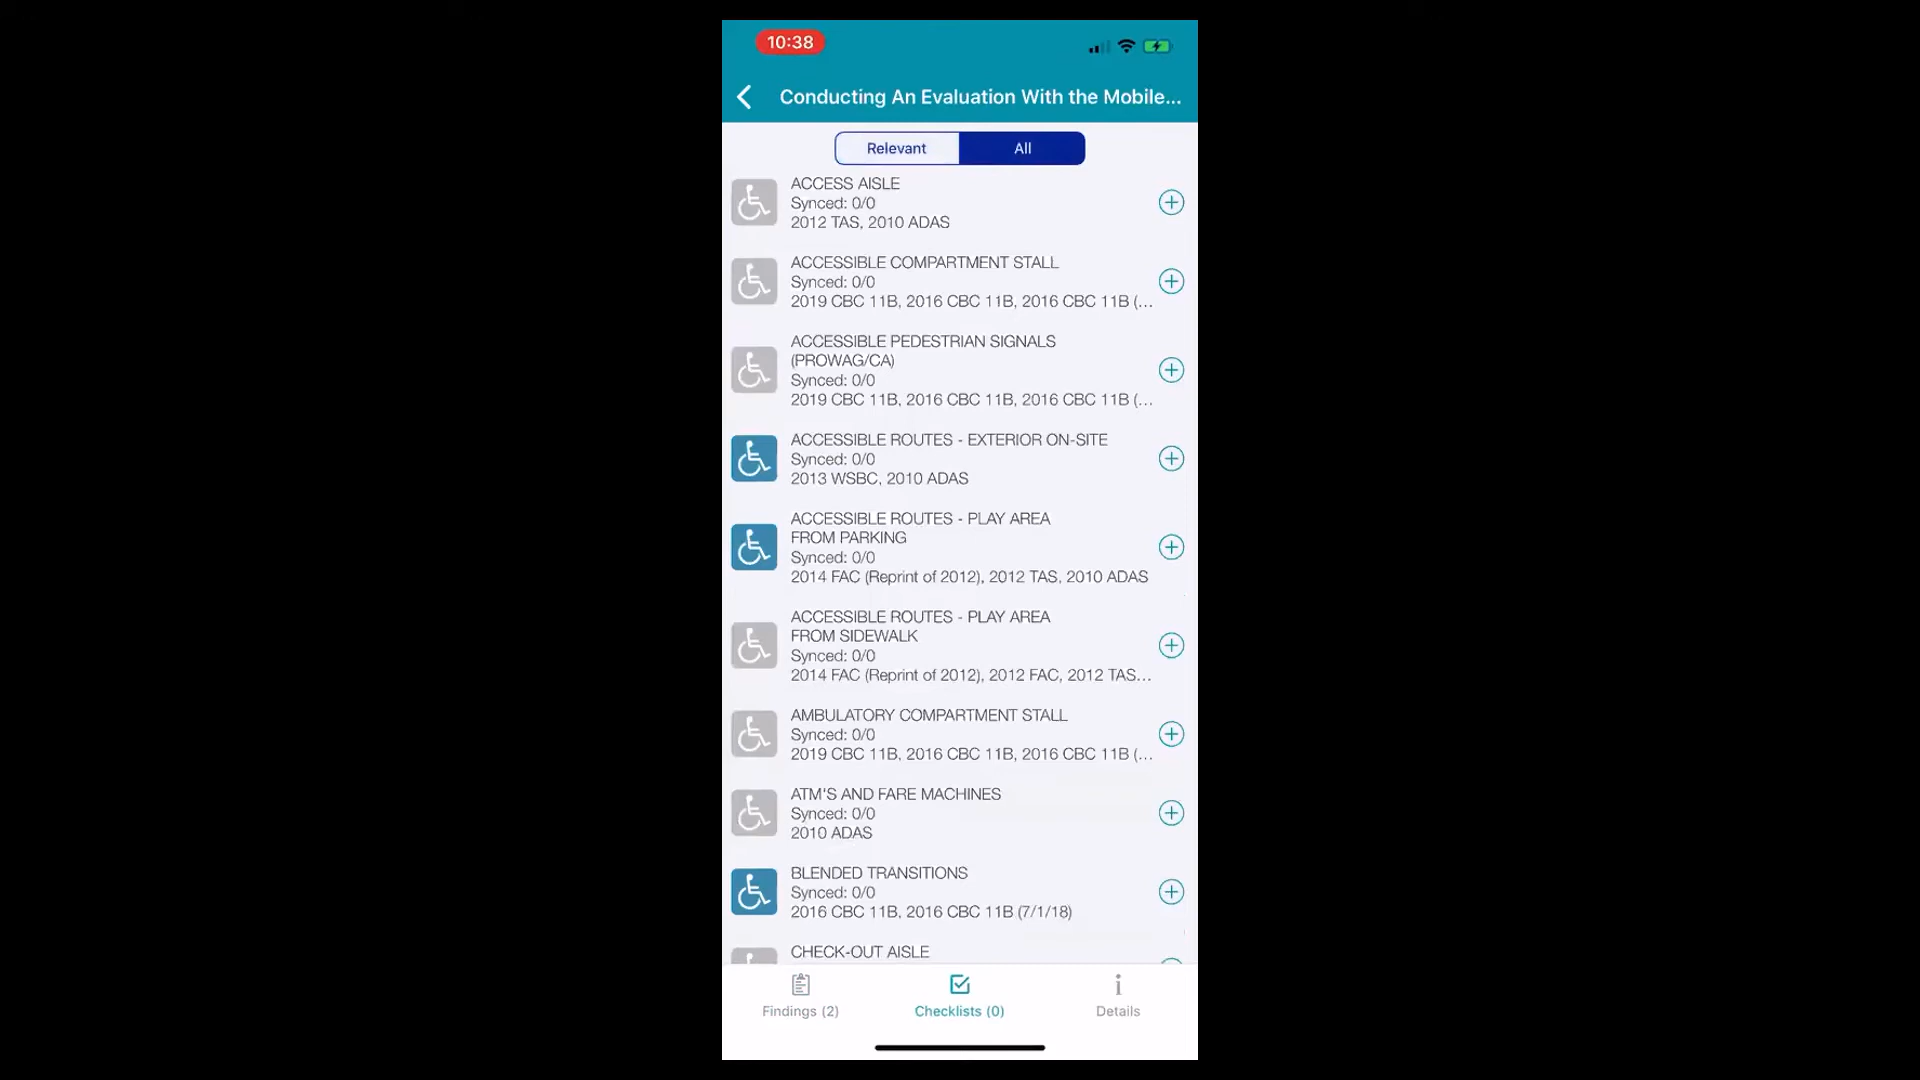 10:38
Conducting An Evaluation With the Mobile...
Relevant
All
ACCESS AISLE
Synced: 0/0
2012 TAS, 2010 ADAS
ACCESSIBLE COMPARTMENT STALL
Synced: 0/0
2019 CBC 11B, 2016 CBC 11B, 2016 CBC 11B (...
ACCESSIBLE PEDESTRIAN SIGNALS
(PROWAG/CA)
Synced: 0/0
2019 CBC 11B, 2016 CBC 11B, 2016 CBC 11B (...
ACCESSIBLE ROUTES - EXTERIOR ON-SITE
Synced: 0/0
2013 WSBC, 2010 ADAS
ACCESSIBLE ROUTES - PLAY AREA
FROM PARKING
Synced: 0/0
2014 FAC (Reprint of 2012), 2012 TAS, 2010 ADAS
ACCESSIBLE ROUTES - PLAY AREA
FROM SIDEWALK
Synced: 0/0
2014 FAC (Reprint of 2012), 2012 FAC, 2012 TAS...
AMBULATORY COMPARTMENT STALL
Synced: 0/0
2019 CBC 11B, 2016 CBC 11B, 2016 CBC 11B (...
ATM'S AND FARE MACHINES
Synced: 0/0
2010 ADAS
BLENDED TRANSITIONS
Synced: 0/0
2016 CBC 11B, 2016 CBC 11B (7/1/18)
CHECK-OUT AISLE
Findings (2)
Checklists (0)
Details